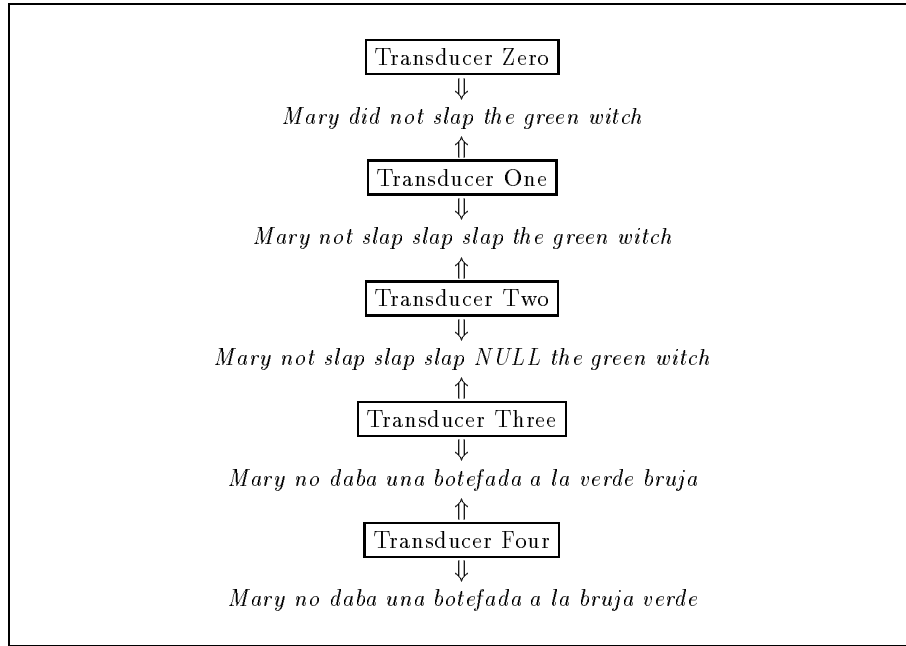 Transducer Zero
⇓
Mary did not slap the green witch
⇑
Transducer One
⇓
Mary not slap slap slap the green witch
⇑
Transducer Two
⇓
Mary not slap slap slap NULL the green witch
⇑
Transducer Three
⇓
Mary no daba una botefada a la verde bruja
⇑
Transducer Four
⇓
Mary no daba una botefada a la bruja verde